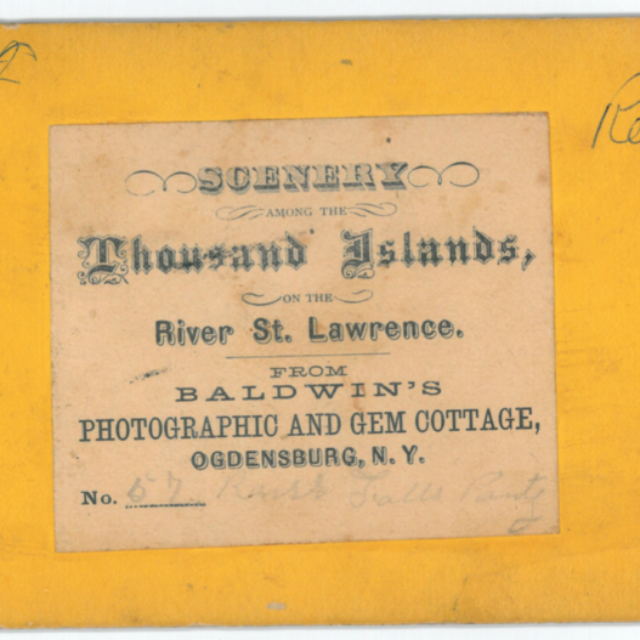 SCENERY
AMONG THE
Thousand Islands,
ON THE
River St. Lawrence.
FROM
BALDWIN'S
PHOTOGRAPHIC AND GEM COTTAGE,
OGDENSBURG, N. Y.
No. 57 Falls